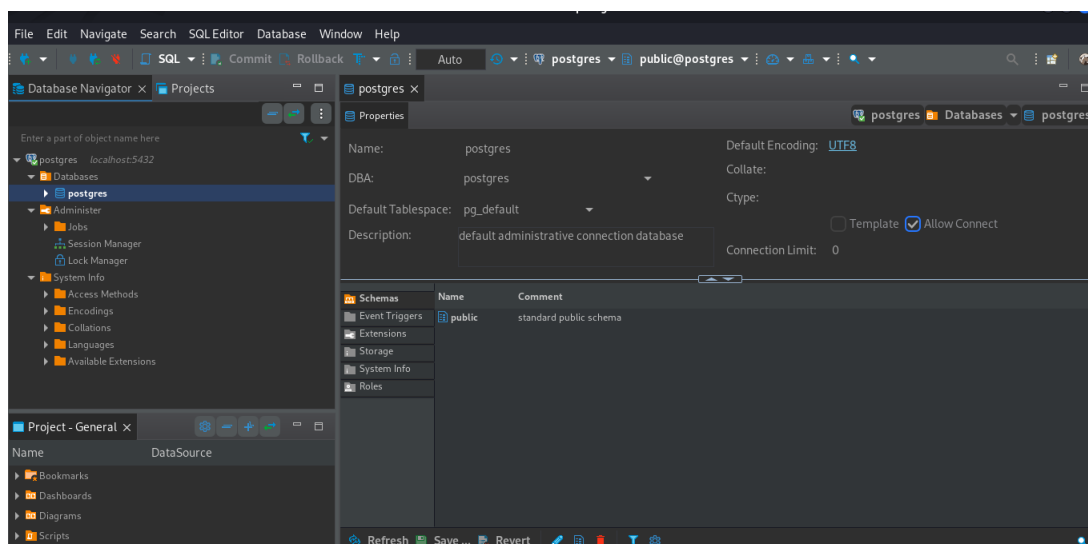 File Edit Navigate Search SQL Editor Database Window Help
SQL Commit Rollback Auto postgres public@postgres
Database Navigator Projects
Enter a part of object name here
postgres localhost:5432
Databases
postgres
Administer
Jobs
Session Manager
Lock Manager
System Info
Access Methods
Encodings
Collations
Languages
Available Extensions
Project - General
Name DataSource
Bookmarks
Dashboards
Diagrams
Scripts
postgres
Properties
postgres Databases postgres
Name: postgres
DBA: postgres
Default Tablespace: pg_default
Description: default administrative connection database
Default Encoding: UTF8
Collate:
Ctype:
Template Allow Connect
Connection Limit: 0
Schemas
Event Triggers
Extensions
Storage
System Info
Roles
Name Comment
public standard public schema
Refresh Save ... Revert